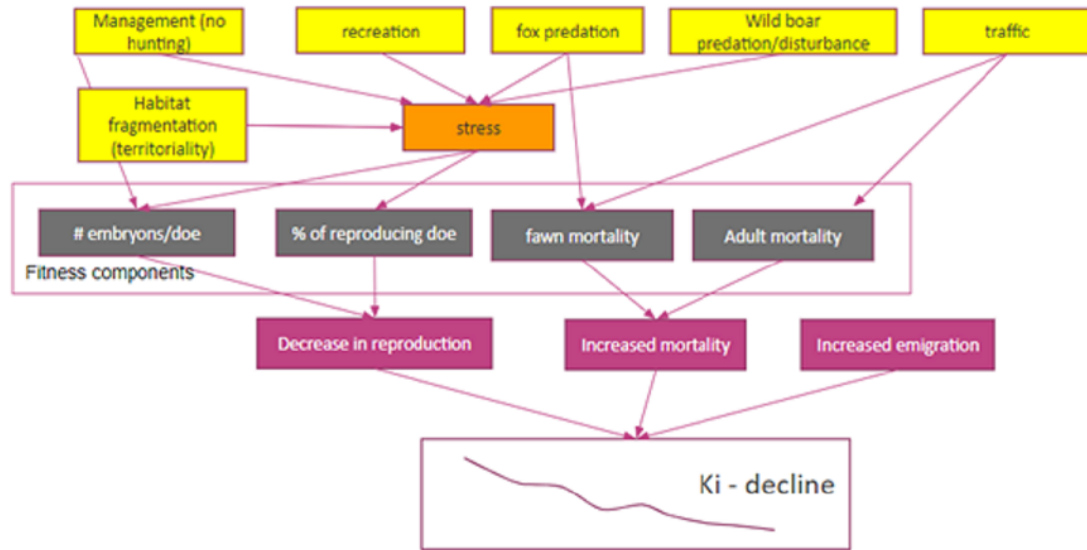 Management (no
hunting)
recreation
fox predation
Wild boar
predation/disturbance
traffic
Habitat
fragmentation
(territoriality)
stress
# embryons/doe
% of reproducing doe
fawn mortality
Adult mortality
Fitness components
Decrease in reproduction
Increased mortality
Increased emigration
Ki - decline